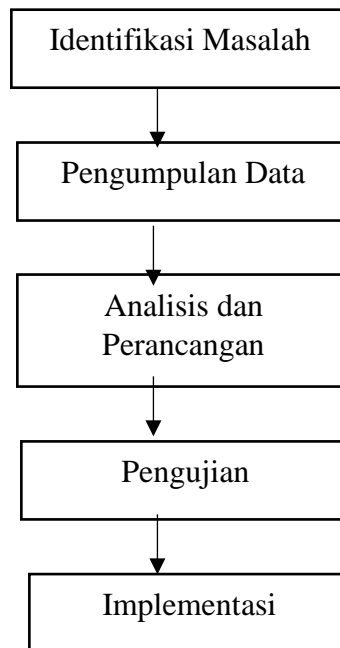 Identifikasi Masalah
Pengumpulan Data
Analisis dan
Perancangan
Pengujian
Implementasi